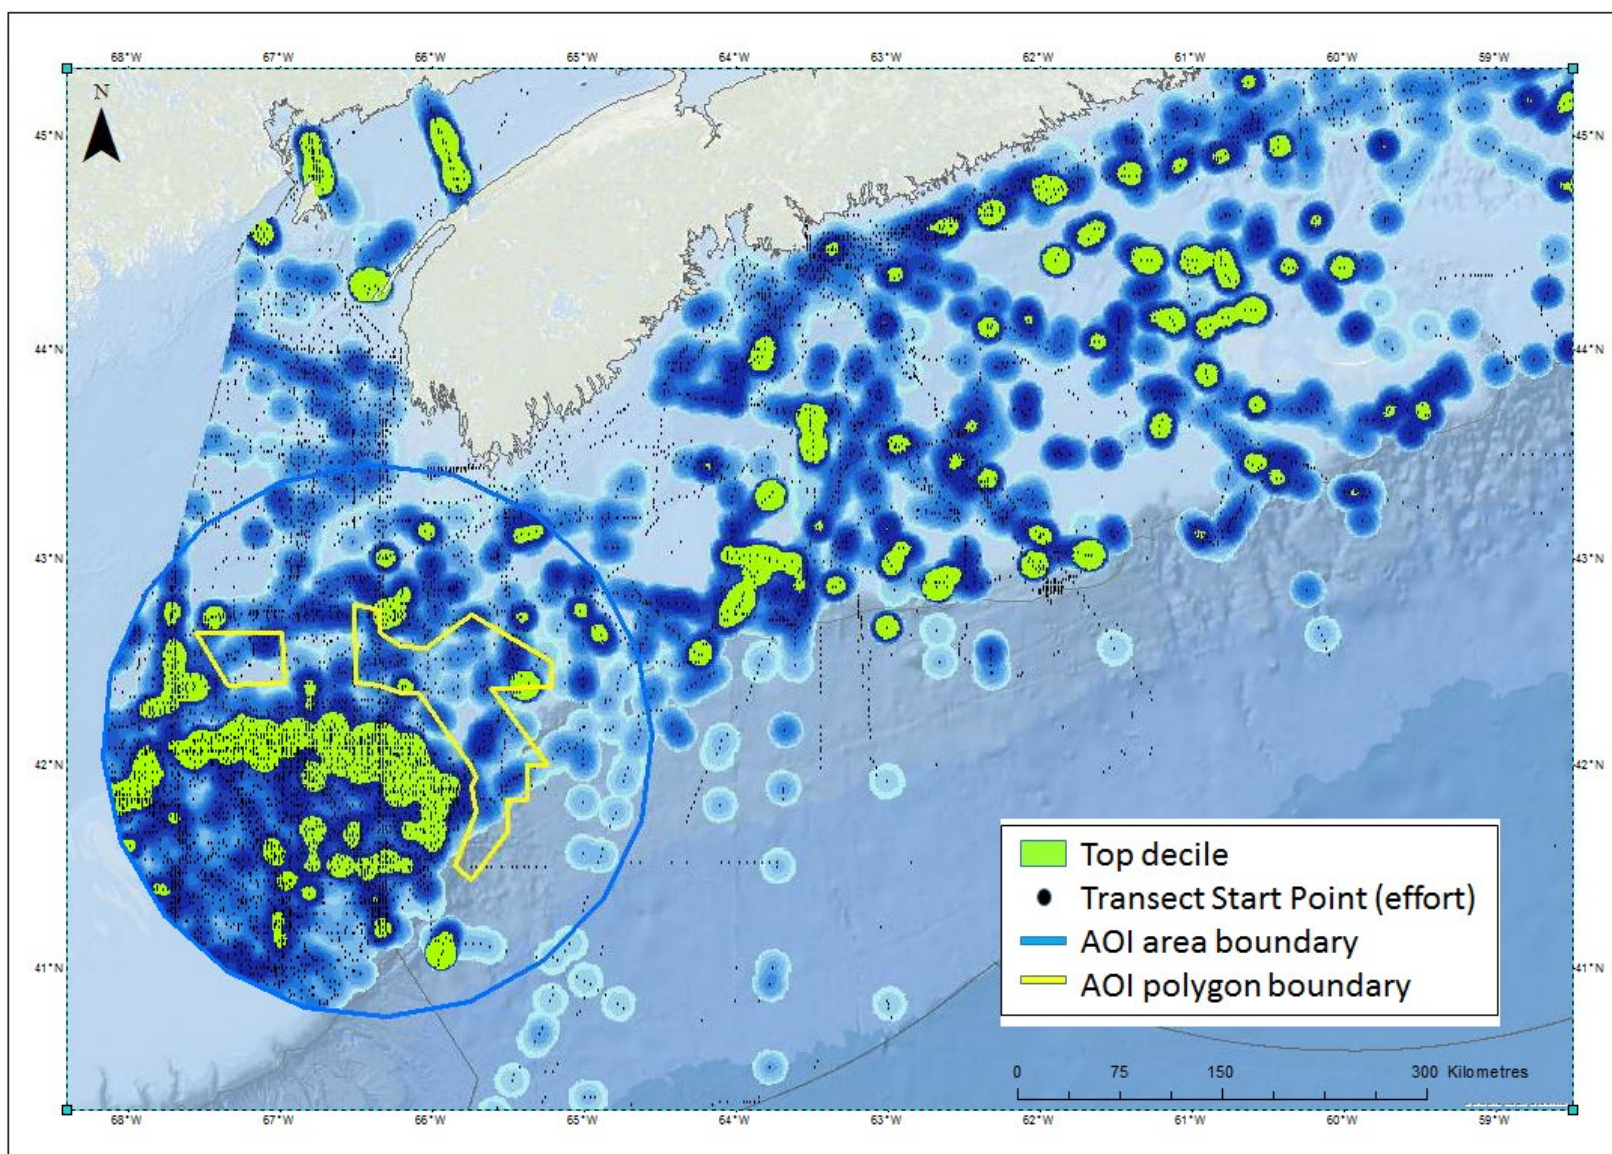 68°W 67°W 66°W 65°W 64°W 63°W 62°W 61°W 60°W 59°W
N
45°N 45°N
44°N 44°N
43°N 43°N
42°N 42°N
Top decile
Transect Start Point (effort)
AOI area boundary
41°N 41°N
AOI polygon boundary
0 75 150 300 Kilometres
68°W 67°W 66°W 65°W 64°W 63°W 62°W 61°W 60°W 59°W